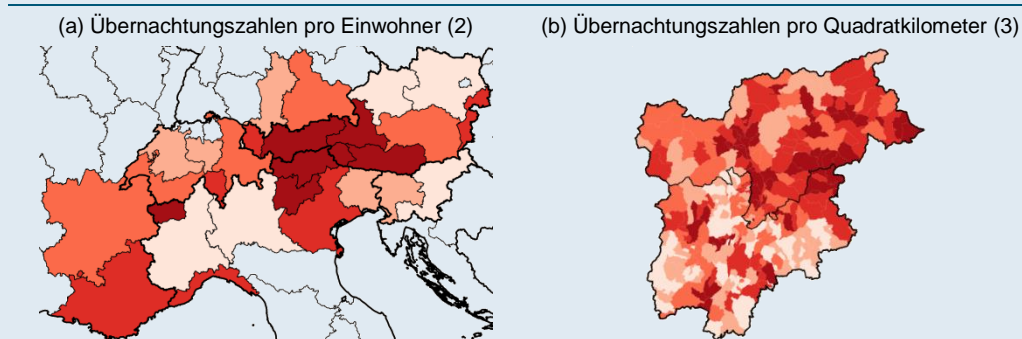 (a) Übernachtungszahlen pro Einwohner (2)
(b) Übernachtungszahlen pro Quadratkilometer (3)